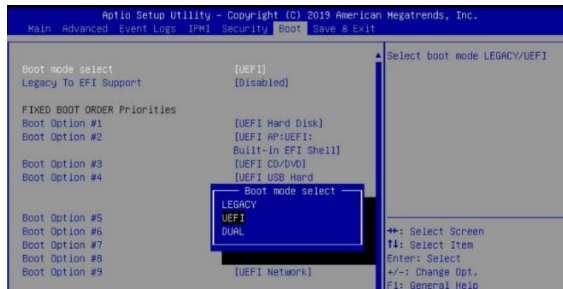 Aptio Setup Utility – Copyright (C) 2019 American Megatrends, Inc.
Main Advanced Event Logs IPMI Security Boot Save & Exit
Boot mode select [UEFI]
Legacy To EFI Support [Disabled]
FIXED BOOT ORDER Priorities
Boot Option #1 [UEFI Hard Disk]
Boot Option #2 [UEFI AP:UEFI:
Built-in EFI Shell]
Boot Option #3 [UEFI CD/DVD]
Boot Option #4 [UEFI USB Hard
Boot Option #5
Boot Option #6
Boot Option #7
Boot Option #8
Boot Option #9 [UEFI Network]
Boot mode select
LEGACY
UEFI
DUAL
Select boot mode LEGACY/UEFI
→←: Select Screen
↑↓: Select Item
Enter: Select
+/-: Change Opt.
F1: General Help